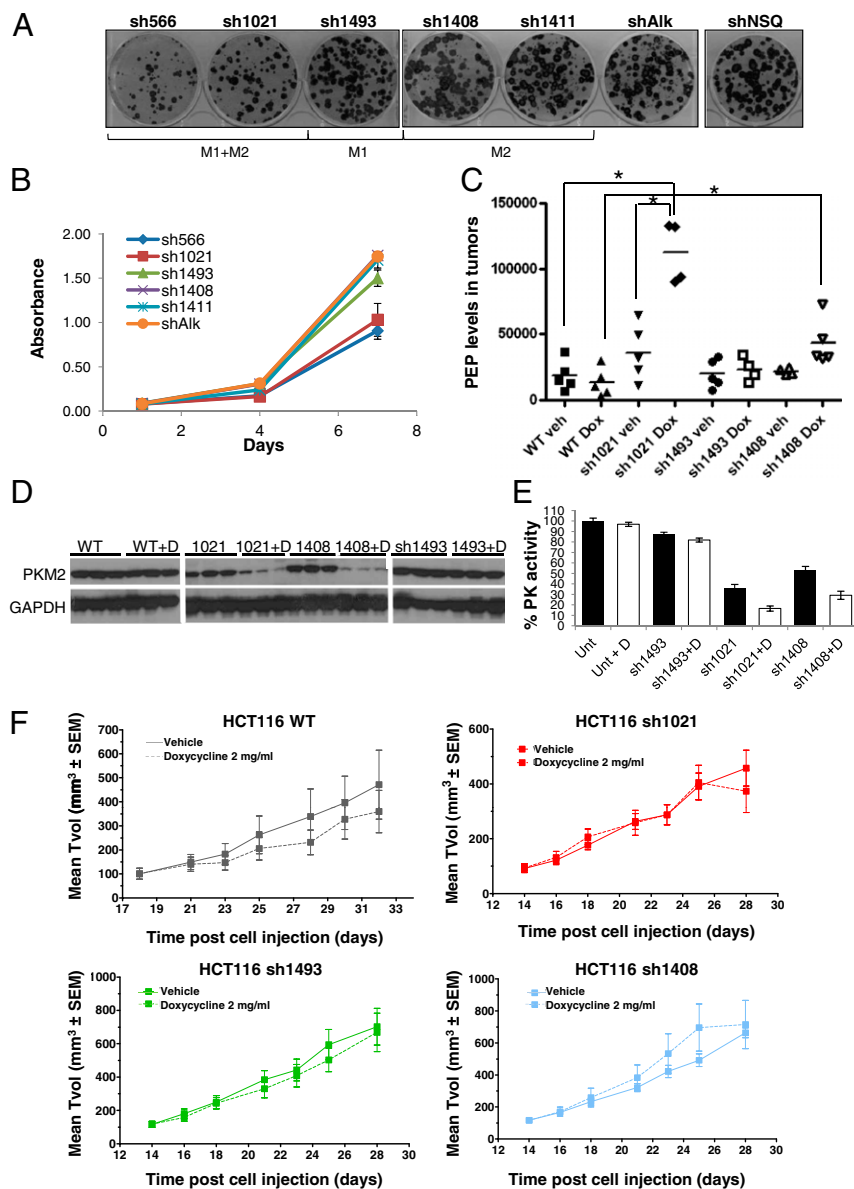 A
sh566 sh1021 sh1493 sh1408 sh1411 shAlk shNSQ
M1+M2 M1 M2
B
2.00
1.50
1.00
0.50
0.00
Absorbance
sh566
sh1021
sh1493
sh1408
sh1411
shAlk
0 2 4 6 8
Days
C
* * *
150000
100000
50000
0
PEP levels in tumors
WT veh
WT Dox
sh1021 veh
sh1021 Dox
sh1493 veh
sh1493 Dox
sh1408 veh
sh1408 Dox
D
WT WT+D 1021 1021+D 1408 1408+D sh1493 1493+D
PKM2
GAPDH
E
110
100
90
80
70
60
50
40
30
20
10
0
% PK activity
Unt
Unt + D
sh1493
sh1493+D
sh1021
sh1021+D
sh1408
sh1408+D
F
HCT116 WT
Vehicle
Doxycycline 2 mg/ml
700
600
500
400
300
200
100
0
Mean Tvol (mm³ ± SEM)
17 19 21 23 25 27 29 31 33
Time post cell injection (days)
HCT116 sh1021
Vehicle
Doxycycline 2 mg/ml
600
400
200
0
Mean TVol (mm³ ± SEM)
12 14 16 18 20 22 24 26 28 30
Time post cell injection (days)
HCT116 sh1493
Vehicle
Doxycycline 2 mg/ml
1000
800
600
400
200
0
Mean Tvol (mm³ ± SEM)
12 14 16 18 20 22 24 26 28 30
Time post cell injection (days)
HCT116 sh1408
Vehicle
Doxycycline 2 mg/ml
1000
800
600
400
200
0
Mean Tvol (mm³ ± SEM)
12 14 16 18 20 22 24 26 28 30
Time post cell injection (days)